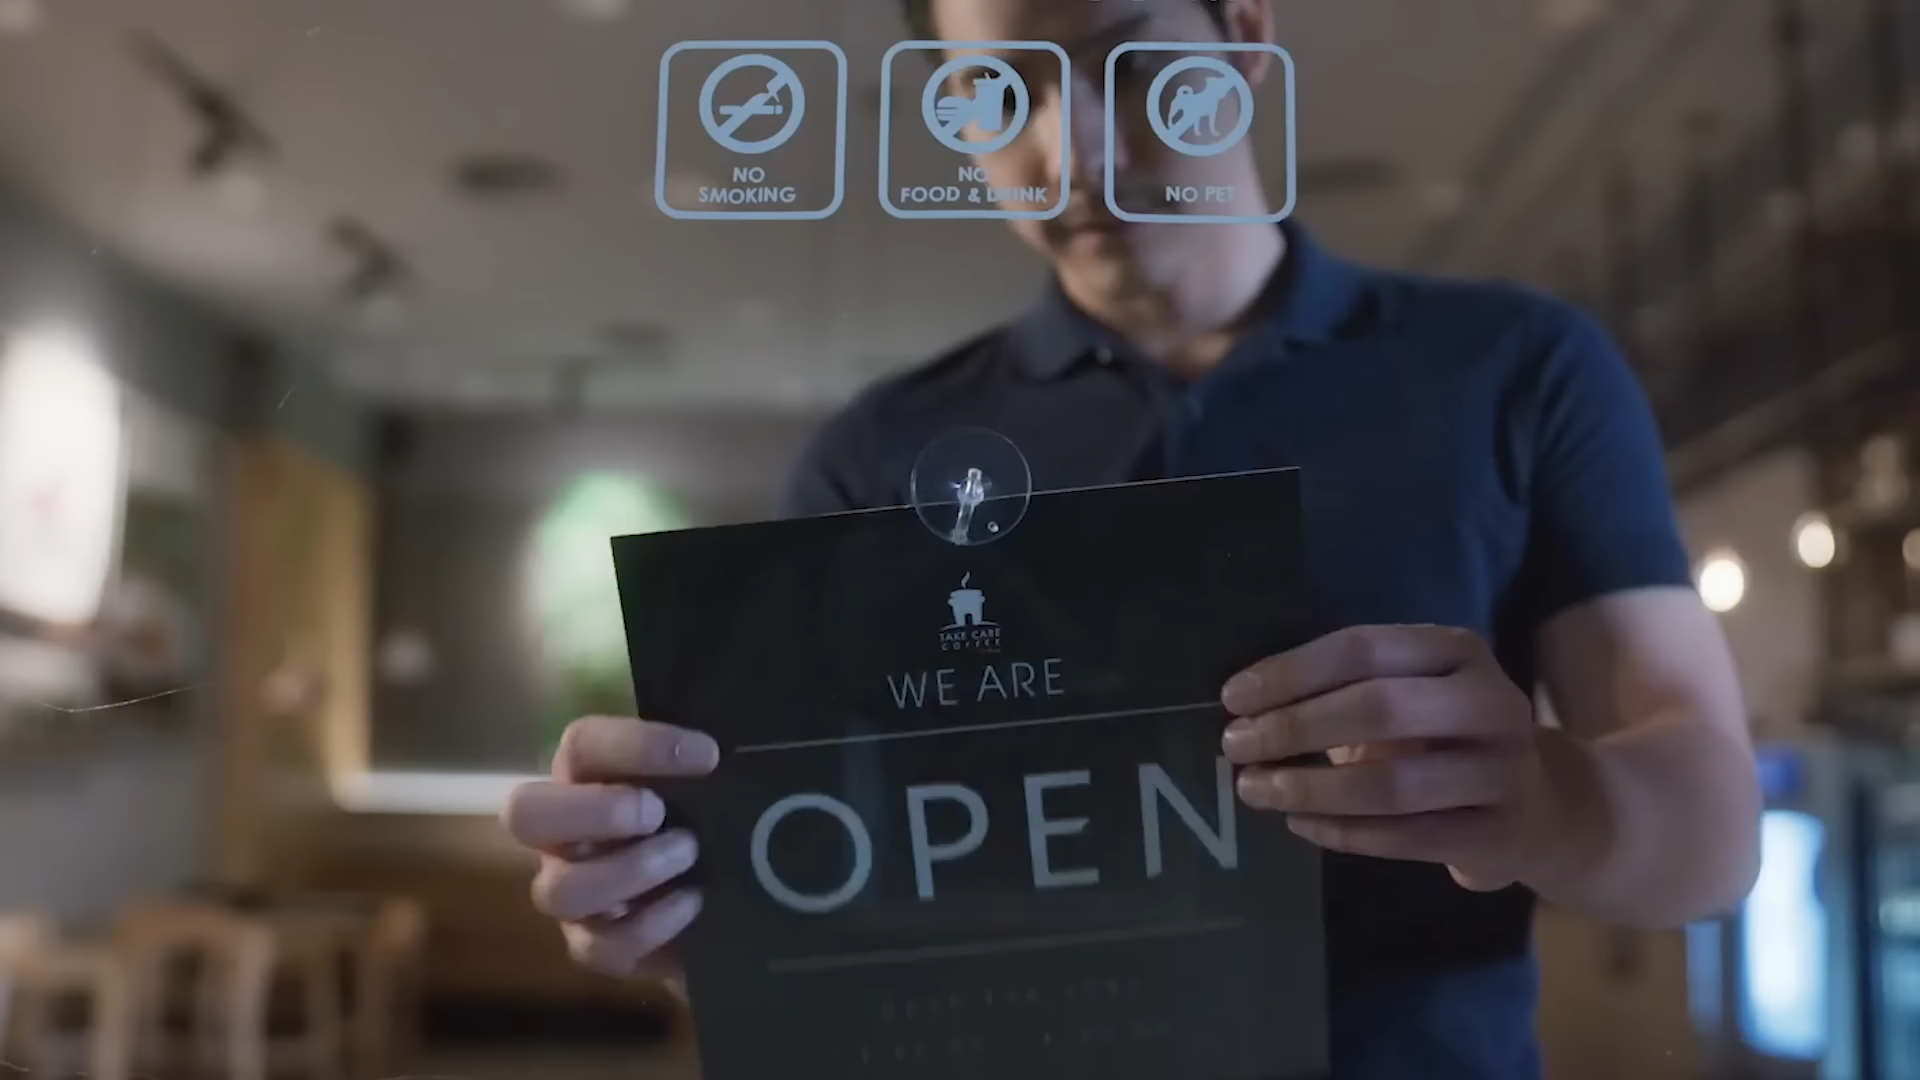 NO
SMOKING
NO
FOOD & DRINK
NO PET
TAKE CARE
COFFEE
WE ARE
OPEN